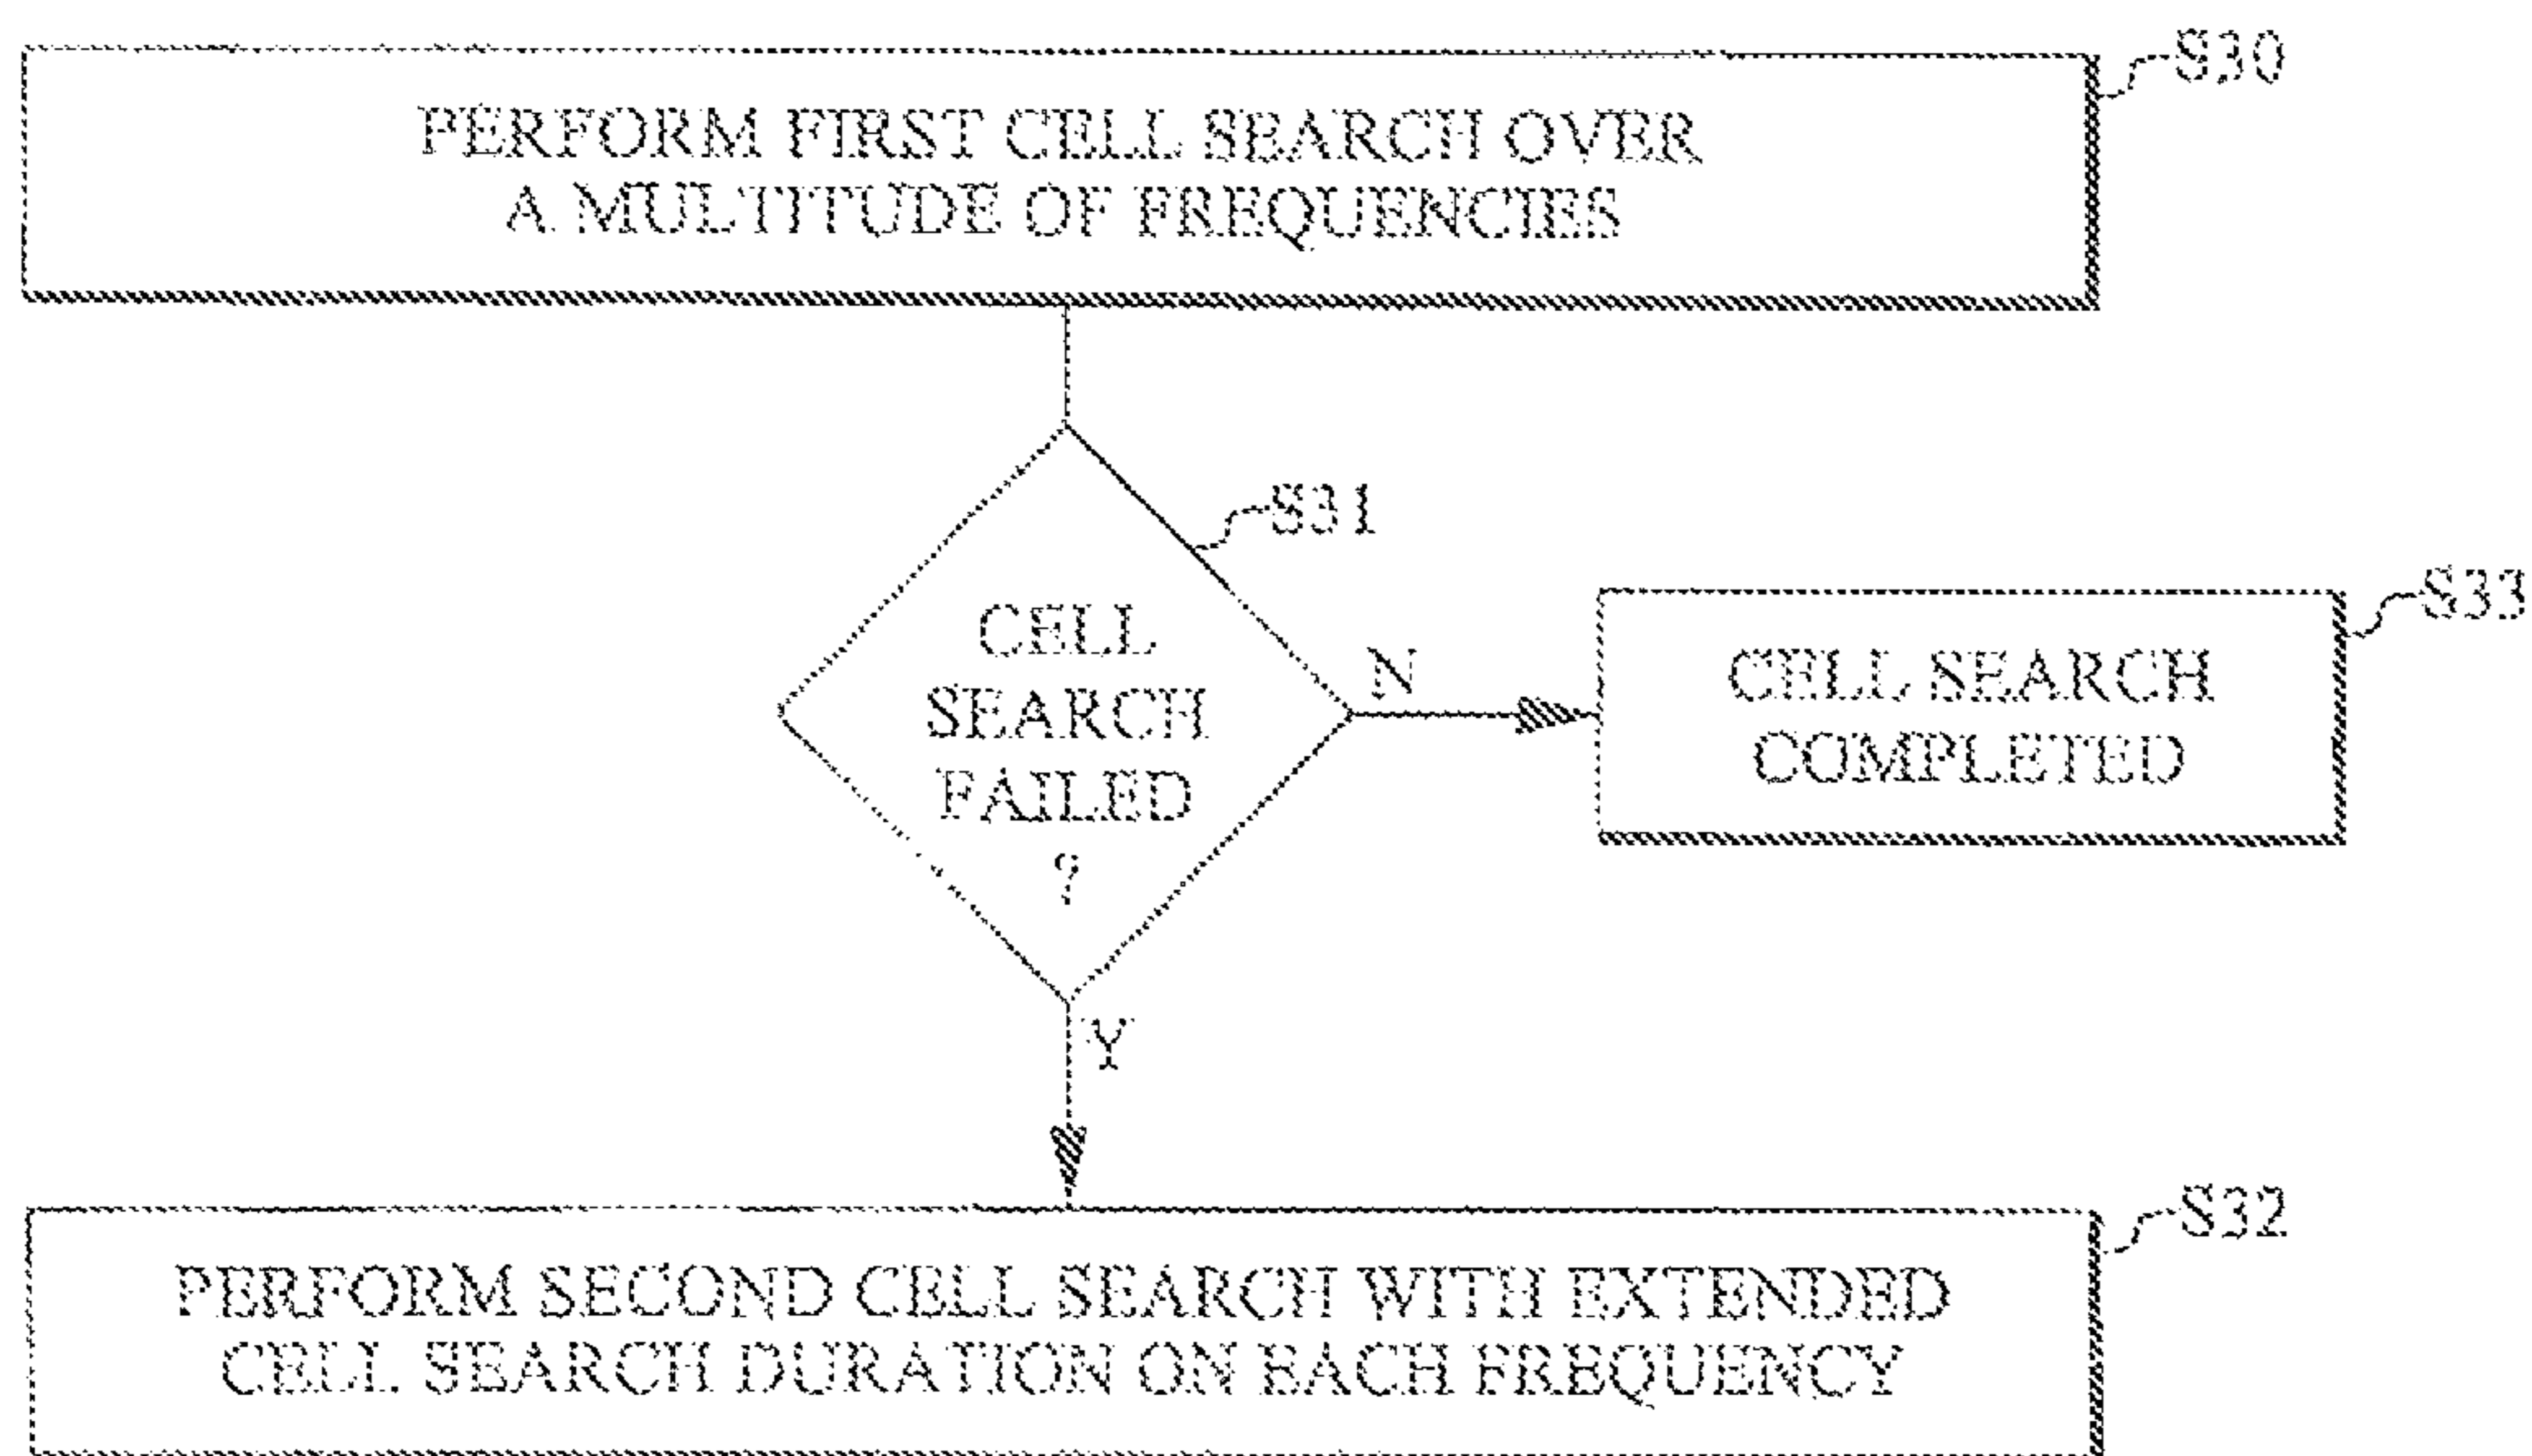 S30
PERFORM FIRST CELL SEARCH OVER
A MULTITUDE OF FREQUENCIES
S31
CELL
SEARCH
FAILED
?
N
S33
CELL SEARCH
COMPLETED
Y
S32
PERFORM SECOND CELL SEARCH WITH EXTENDED
CELL SEARCH DURATION ON EACH FREQUENCY